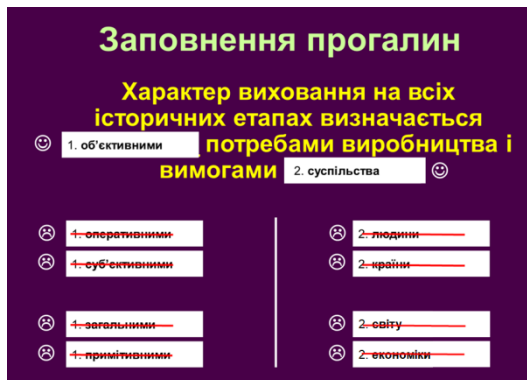 Заповнення прогалин
Характер виховання на всіх
історичних етапах визначається
1. об'єктивними потребами виробництва і
вимогами 2. суспільства
1. оперативними 2. людини
1. суб'єктивними 2. країни
1. загальними 2. світу
1. примітивними 2. економіки